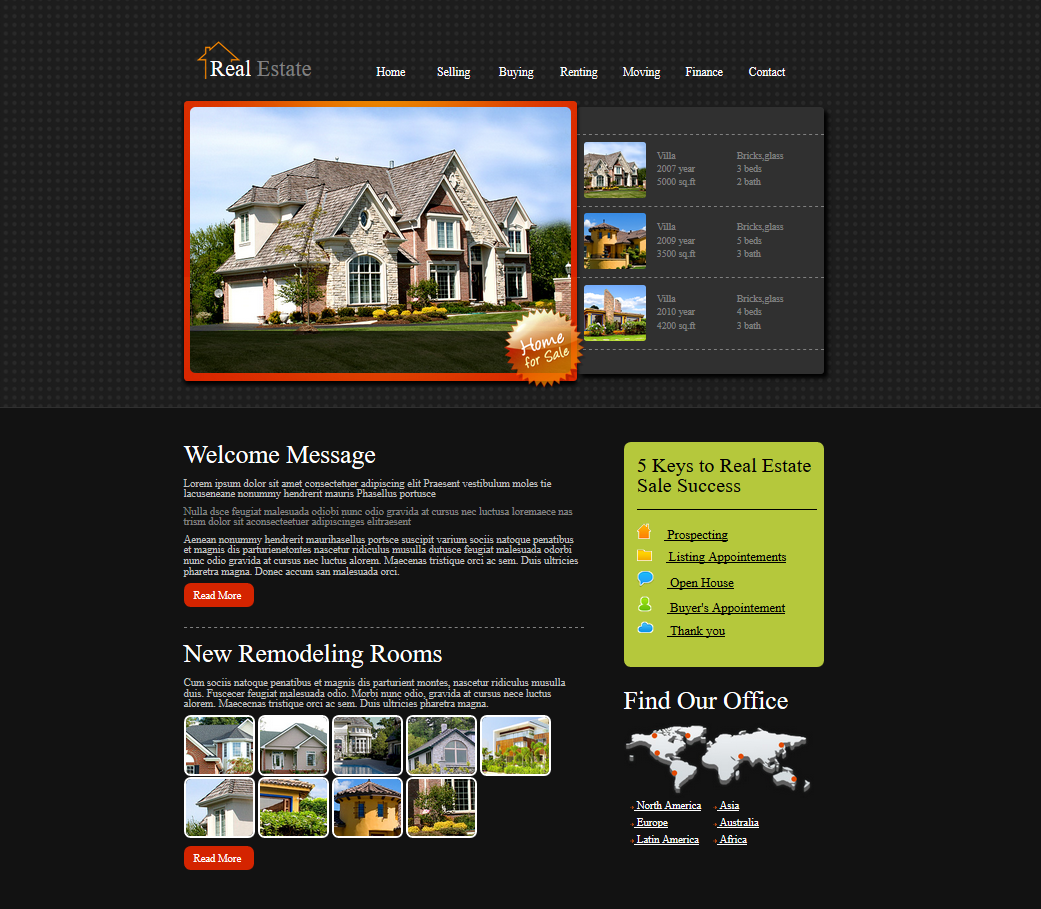 Real Estate
Home Selling Buying Renting Moving Finance Contact
Home
for Sale
Villa Bricks,glass
2007 year 3 beds
5000 sq.ft 2 bath
Villa Bricks,glass
2009 year 5 beds
3500 sq.ft 3 bath
Villa Bricks,glass
2010 year 4 beds
4200 sq.ft 3 bath
Welcome Message
Lorem ipsum dolor sit amet consectetuer adipiscing elit Praesent vestibulum moles tie
lacuseneane nonummy hendrerit mauris Phasellus portusce
Nulla dsce feugiat malesuada odiobi nunc odio gravida at cursus nec luctusa loremaece nas
trism dolor sit aconsecteetuer adipiscinges elitraesent
Aenean nonummy hendrerit maurihasellus portsce suscipit varium sociis natoque penatibus
et magnis dis parturienetontes nascetur ridiculus musulla dutusce feugiat malesuada odorbi
nunc odio gravida at cursus nec luctus alorem. Maecenas tristique orci ac sem. Duis ultricies
pharetra magna. Donec accum san malesuada orci.
Read More
New Remodeling Rooms
Cum sociis natoque penatibus et magnis dis parturient montes, nascetur ridiculus musulla
duis. Fuscecer feugiat malesuada odio. Morbi nunc odio, gravida at cursus nece luctus
alorem. Maececnas tristique orci ac sem. Duis ultricies pharetra magna.
Read More
5 Keys to Real Estate
Sale Success
Prospecting
Listing Appointements
Open House
Buyer's Appointement
Thank you
Find Our Office
North America Asia
Europe Australia
Latin America Africa